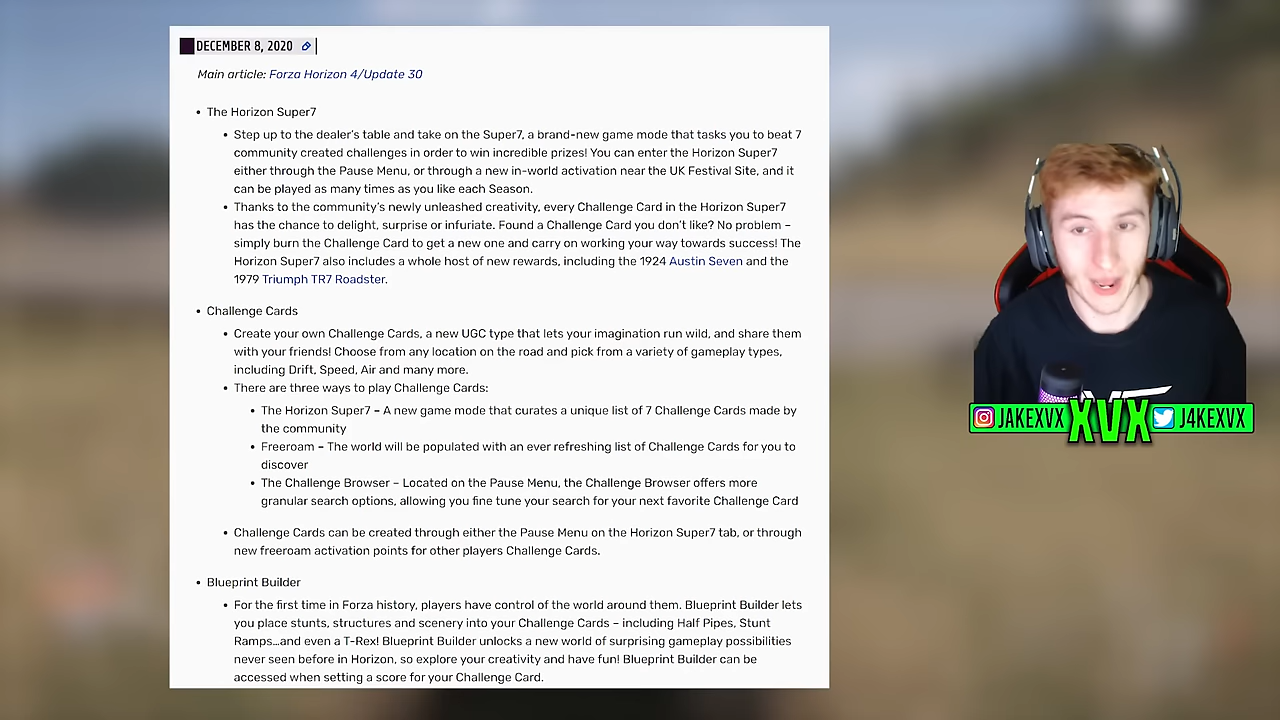 DECEMBER 8, 2020
Main article: Forza Horizon 4/Update 30
• The Horizon Super7
• Step up to the dealer's table and take on the Super7, a brand-new game mode that tasks you to beat 7
community created challenges in order to win incredible prizes! You can enter the Horizon Super7
either through the Pause Menu, or through a new in-world activation near the UK Festival Site, and it
can be played as many times as you like each Season.
• Thanks to the community's newly unleashed creativity, every Challenge Card in the Horizon Super7
has the chance to delight, surprise or infuriate. Found a Challenge Card you don't like? No problem –
simply burn the Challenge Card to get a new one and carry on working your way towards success! The
Horizon Super7 also includes a whole host of new rewards, including the 1924 Austin Seven and the
1979 Triumph TR7 Roadster.
• Challenge Cards
• Create your own Challenge Cards, a new UGC type that lets your imagination run wild, and share them
with your friends! Choose from any location on the road and pick from a variety of gameplay types,
including Drift, Speed, Air and many more.
• There are three ways to play Challenge Cards:
• The Horizon Super7 – A new game mode that curates a unique list of 7 Challenge Cards made by
the community
• Freeroam – The world will be populated with an ever refreshing list of Challenge Cards for you to
discover
• The Challenge Browser – Located on the Pause Menu, the Challenge Browser offers more
granular search options, allowing you fine tune your search for your next favorite Challenge Card
• Challenge Cards can be created through either the Pause Menu on the Horizon Super7 tab, or through
new freeroam activation points for other players Challenge Cards.
• Blueprint Builder
• For the first time in Forza history, players have control of the world around them. Blueprint Builder lets
you place stunts, structures and scenery into your Challenge Cards – including Half Pipes, Stunt
Ramps...and even a T-Rex! Blueprint Builder unlocks a new world of surprising gameplay possibilities
never seen before in Horizon, so explore your creativity and have fun! Blueprint Builder can be
accessed when setting a score for your Challenge Card.
JAKEXVX XVX J4KEXVX